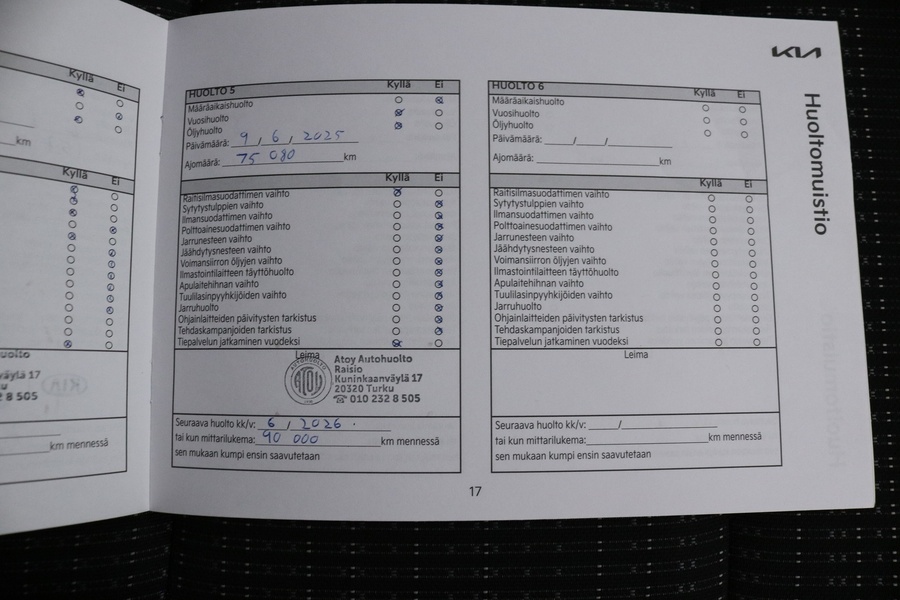 Kyllä Ei
km
Kyllä Ei
väylä 17
8 505
km mennessä
HUOLTO 5 Kyllä Ei
Määräaikaishuolto
Vuosihuolto
Öljyhuolto
Päivämäärä: 9 / 6 / 2025
Ajomäärä: 75 080 km
Kyllä Ei
Raitisilmasuodattimen vaihto
Sytytystulppien vaihto
Ilmansuodattimen vaihto
Polttoainesuodattimen vaihto
Jarrunesteen vaihto
Jäähdytysnesteen vaihto
Voimansiirron öljyjen vaihto
Ilmastointilaitteen täyttöhuolto
Apulaitehihnan vaihto
Tuulilasinpyyhkijöiden vaihto
Jarruhuolto
Ohjainlaitteiden päivitysten tarkistus
Tehdaskampanjoiden tarkistus
Tiepalvelun jatkaminen vuodeksi
Leima
AUTOHUOLTO
ATOY
Atoy Autohuolto
Raisio
Kuninkaanväylä 17
20320 Turku
☎ 010 232 8 505
Seuraava huolto kk/v: 6 / 2026
tai kun mittarilukema: 90 000 km mennessä
sen mukaan kumpi ensin saavutetaan
HUOLTO 6 Kyllä Ei
Määräaikaishuolto
Vuosihuolto
Öljyhuolto
Päivämäärä: / /
Ajomäärä: km
Kyllä Ei
Raitisilmasuodattimen vaihto
Sytytystulppien vaihto
Ilmansuodattimen vaihto
Polttoainesuodattimen vaihto
Jarrunesteen vaihto
Jäähdytysnesteen vaihto
Voimansiirron öljyjen vaihto
Ilmastointilaitteen täyttöhuolto
Apulaitehihnan vaihto
Tuulilasinpyyhkijöiden vaihto
Jarruhuolto
Ohjainlaitteiden päivitysten tarkistus
Tehdaskampanjoiden tarkistus
Tiepalvelun jatkaminen vuodeksi
Leima
Seuraava huolto kk/v: /
tai kun mittarilukema: km mennessä
sen mukaan kumpi ensin saavutetaan
KIA
Huoltomuistio
17